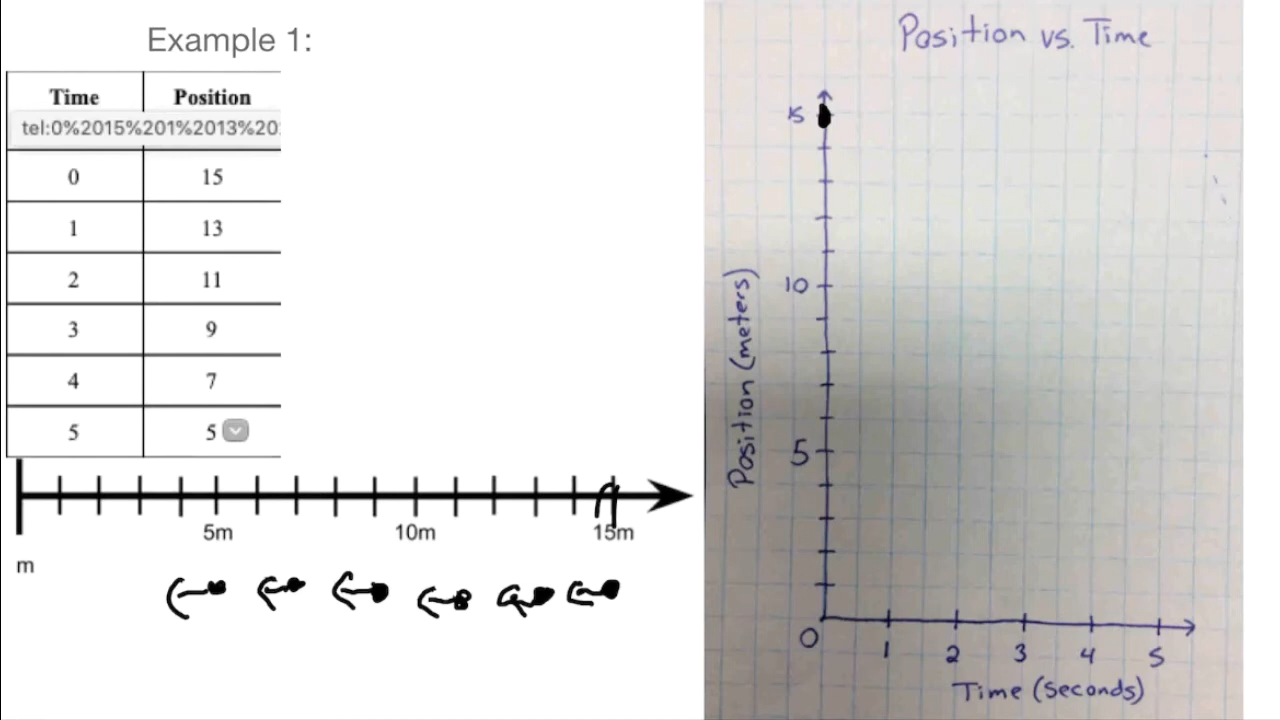 Example 1:
Time Position
tel:0%2015%201%2013%20
0 15
1 13
2 11
3 9
4 7
5 5
5m 10m 15m
m
Position vs. Time
15
10
5
0
Position (meters)
1 2 3 4 5
Time (seconds)